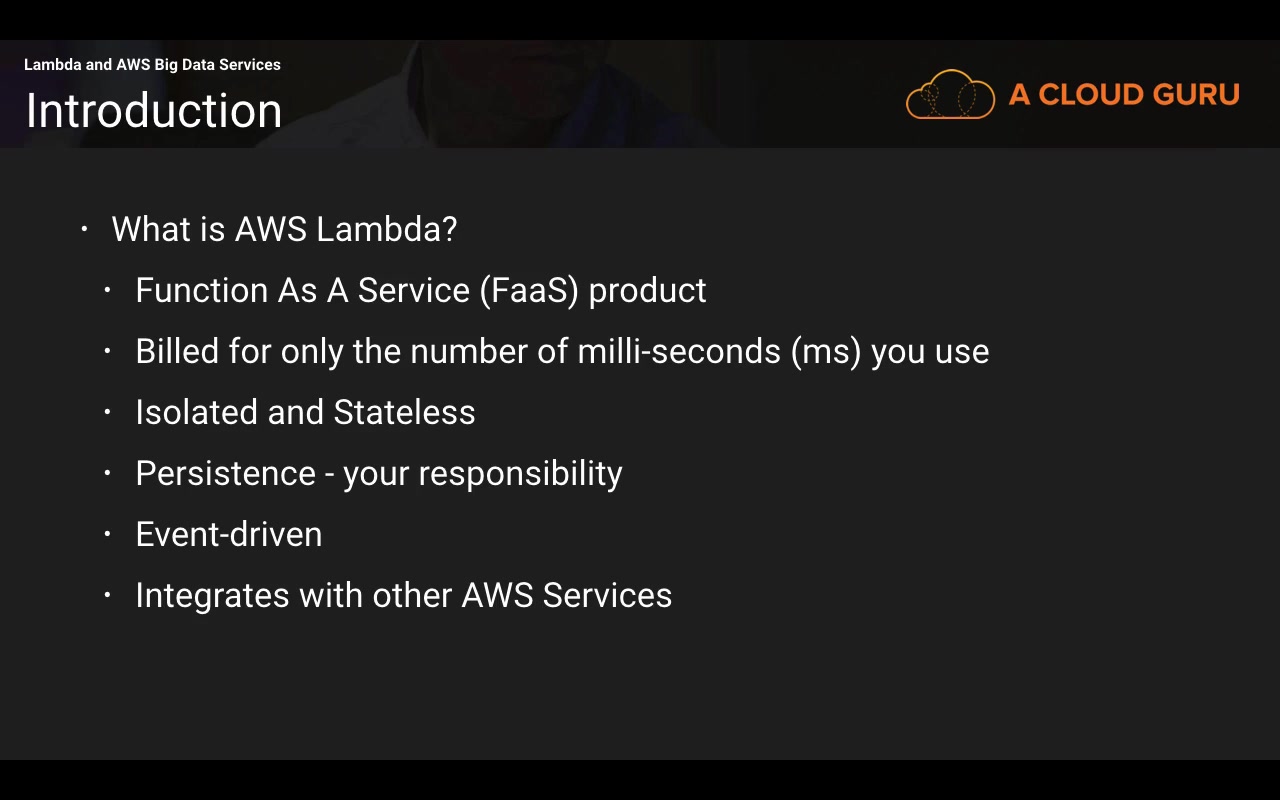 Lambda and AWS Big Data Services
Introduction
A CLOUD GURU
· What is AWS Lambda?
· Function As A Service (FaaS) product
· Billed for only the number of milli-seconds (ms) you use
· Isolated and Stateless
· Persistence - your responsibility
· Event-driven
· Integrates with other AWS Services